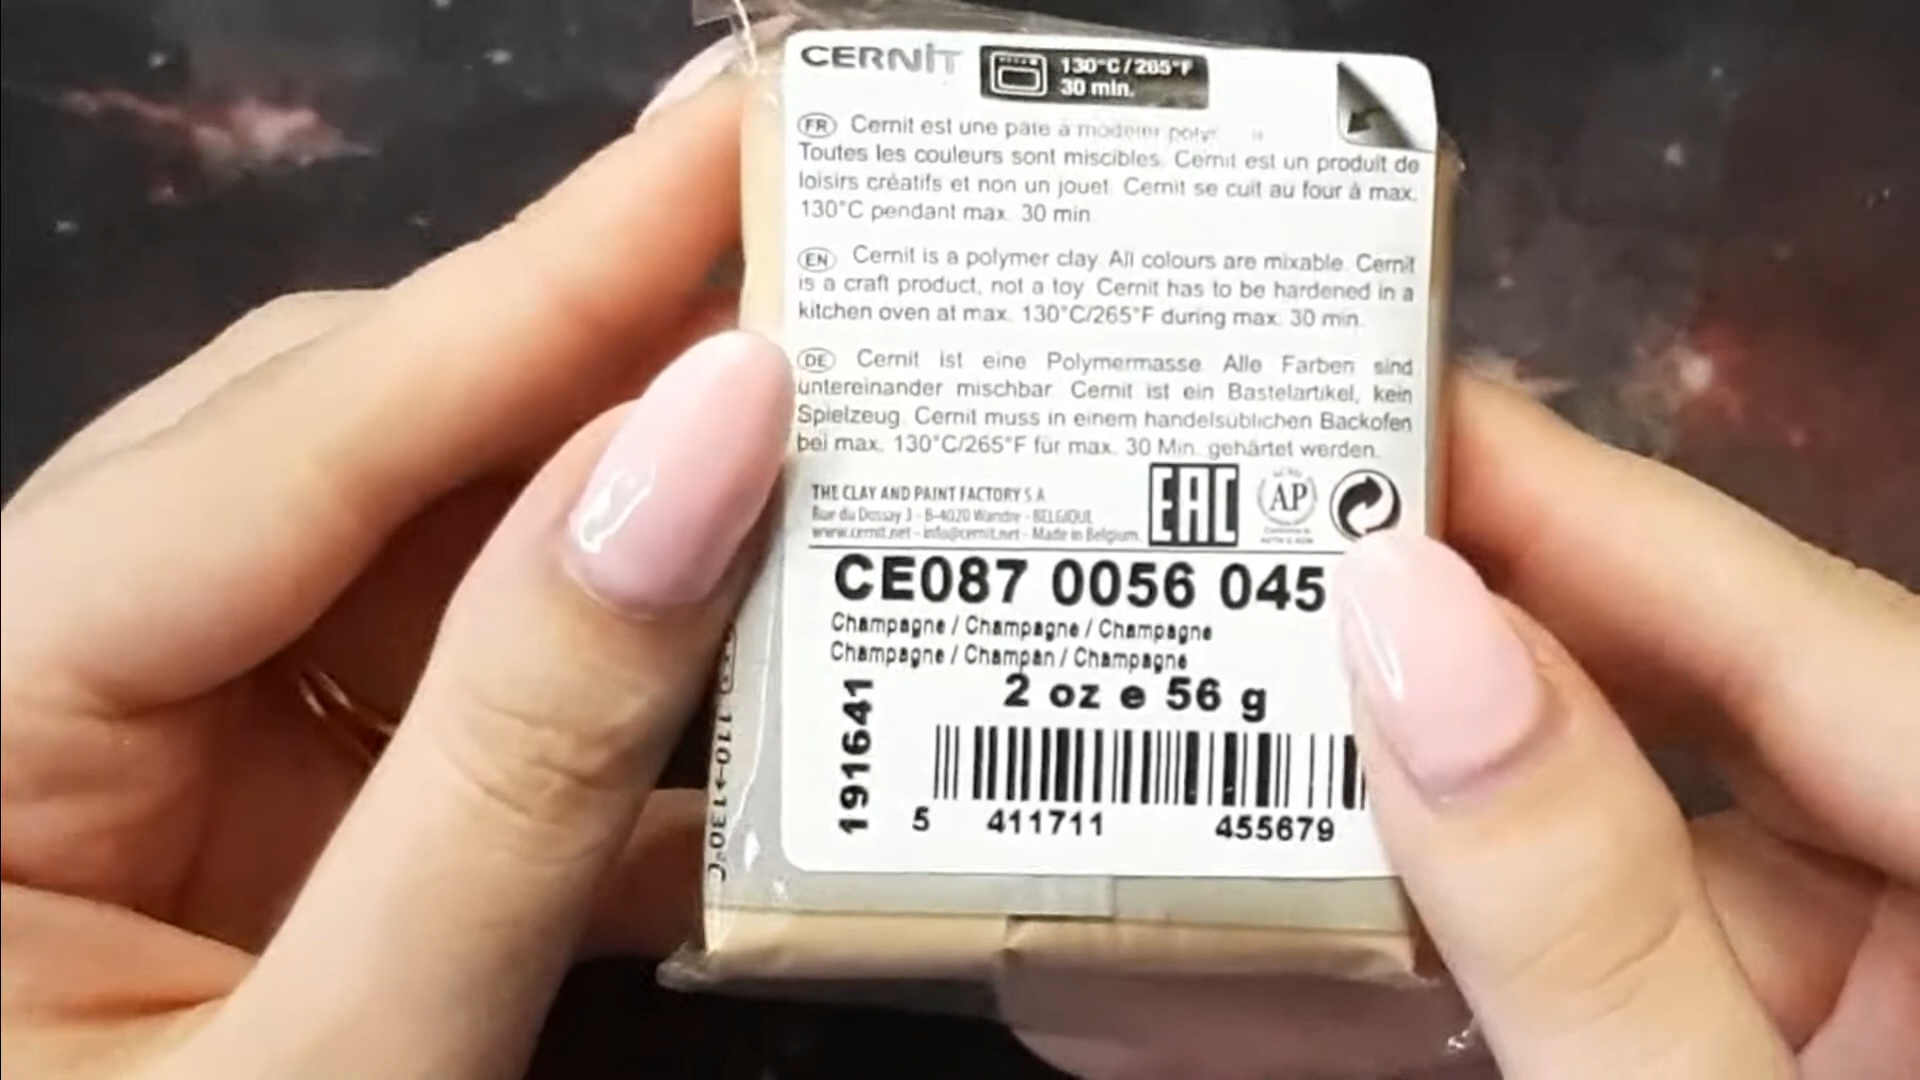 CERNiT
130°C / 265°F
30 min.
FR Cernit est une pâte à modeler
Toutes les couleurs sont miscibles. Cernit est un produit de
loisirs créatifs et non un jouet. Cernit se cuit au four à max.
130°C pendant max. 30 min.
EN Cernit is a polymer clay. All colours are mixable. Cernit
is a craft product, not a toy. Cernit has to be hardened in a
kitchen oven at max. 130°C/265°F during max. 30 min.
DE Cernit ist eine Polymermasse. Alle Farben sind
untereinander mischbar. Cernit ist ein Bastelartikel, kein
Spielzeug. Cernit muss in einem handelsüblichen Backofen
bei max. 130°C/265°F für max. 30 Min. gehärtet werden.
THE CLAY AND PAINT FACTORY S.A.
Rue du Dossay 3 - B-4020 Wandre - BELGIQUE
www.cernit.net - info@cernit.net - Made in Belgium.
EAC
AP
CE087 0056 045
Champagne / Champagne / Champagne
Champagne / Champán / Champagne
2 oz e 56 g
191641
5 411711 455679
110→130°C